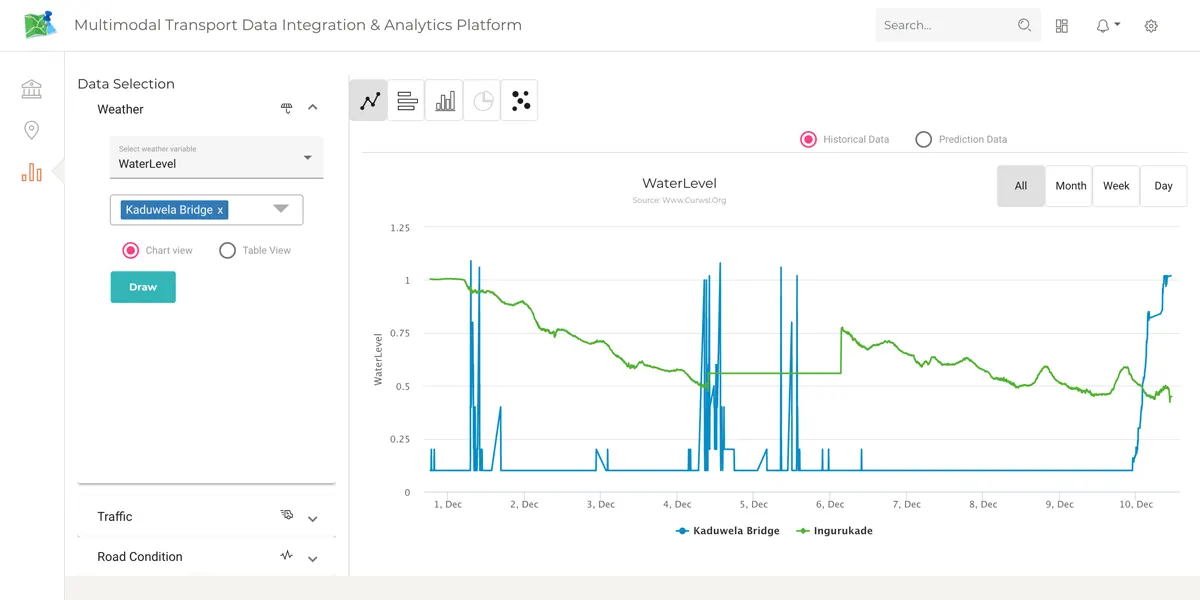 Multimodal Transport Data Integration & Analytics Platform
Search...
Data Selection
Weather
Select weather variable
WaterLevel
Kaduwela Bridge x
Chart view
Table View
Draw
Traffic
Road Condition
Historical Data
Prediction Data
WaterLevel
Source: Www.Curwsl.Org
All
Month
Week
Day
WaterLevel
1.25
1
0.75
0.5
0.25
0
1, Dec
2, Dec
3, Dec
4, Dec
5, Dec
6, Dec
7, Dec
8, Dec
9, Dec
10, Dec
Kaduwela Bridge
Ingurukade